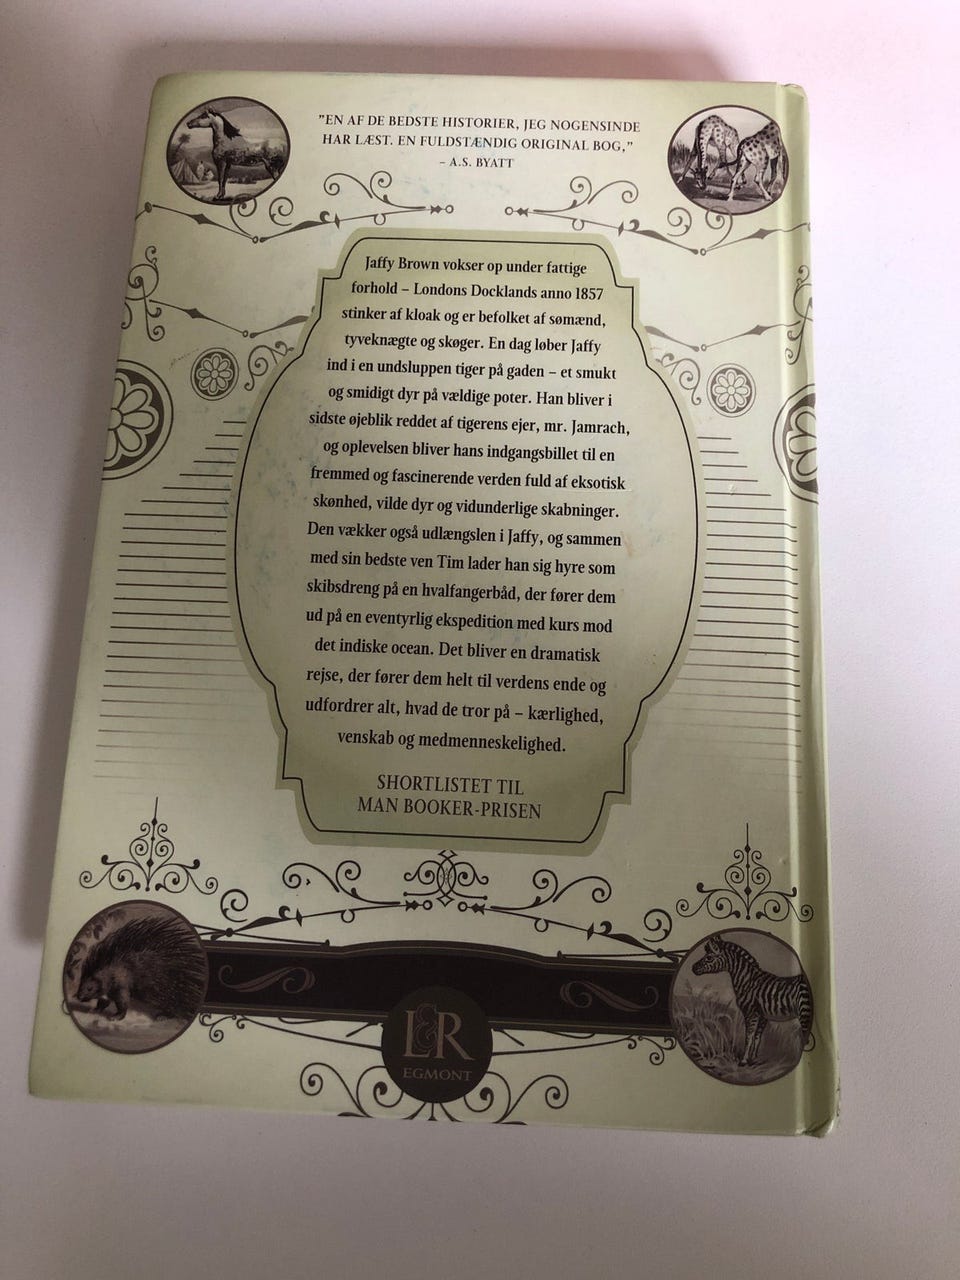 "EN AF DE BEDSTE HISTORIER, JEG NOGENSINDE
HAR LÆST. EN FULDSTÆNDIG ORIGINAL BOG,"
– A.S. BYATT
Jaffy Brown vokser op under fattige
forhold – Londons Docklands anno 1857
stinker af kloak og er befolket af sømænd,
tyveknægte og skøger. En dag løber Jaffy
ind i en undsluppen tiger på gaden – et smukt
og smidigt dyr på vældige poter. Han bliver i
sidste øjeblik reddet af tigerens ejer, mr. Jamrach,
og oplevelsen bliver hans indgangsbillet til en
fremmed og fascinerende verden fuld af eksotisk
skønhed, vilde dyr og vidunderlige skabninger.
Den vækker også udlængslen i Jaffy, og sammen
med sin bedste ven Tim lader han sig hyre som
skibsdreng på en hvalfangerbåd, der fører dem
ud på en eventyrlig ekspedition med kurs mod
det indiske ocean. Det bliver en dramatisk
rejse, der fører dem helt til verdens ende og
udfordrer alt, hvad de tror på – kærlighed,
venskab og medmenneskelighed.
SHORTLISTET TIL
MAN BOOKER-PRISEN
L&R
EGMONT